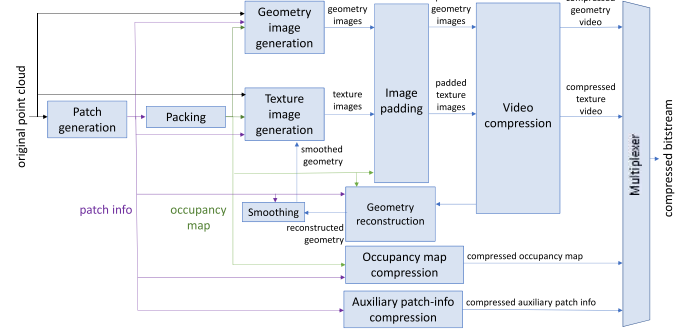 original point cloud
Patch
generation
Packing
Geometry
image
generation
geometry
images
Texture
image
generation
texture
images
smoothed
geometry
Image
padding
geometry
images
padded
texture
images
Video
compression
compressed
geometry
video
compressed
texture
video
Multiplexer
compressed bitstream
patch info
occupancy
map
Smoothing
reconstructed
geometry
Geometry
reconstruction
Occupancy map
compression
compressed occupancy map
Auxiliary patch-info
compression
compressed auxiliary patch info